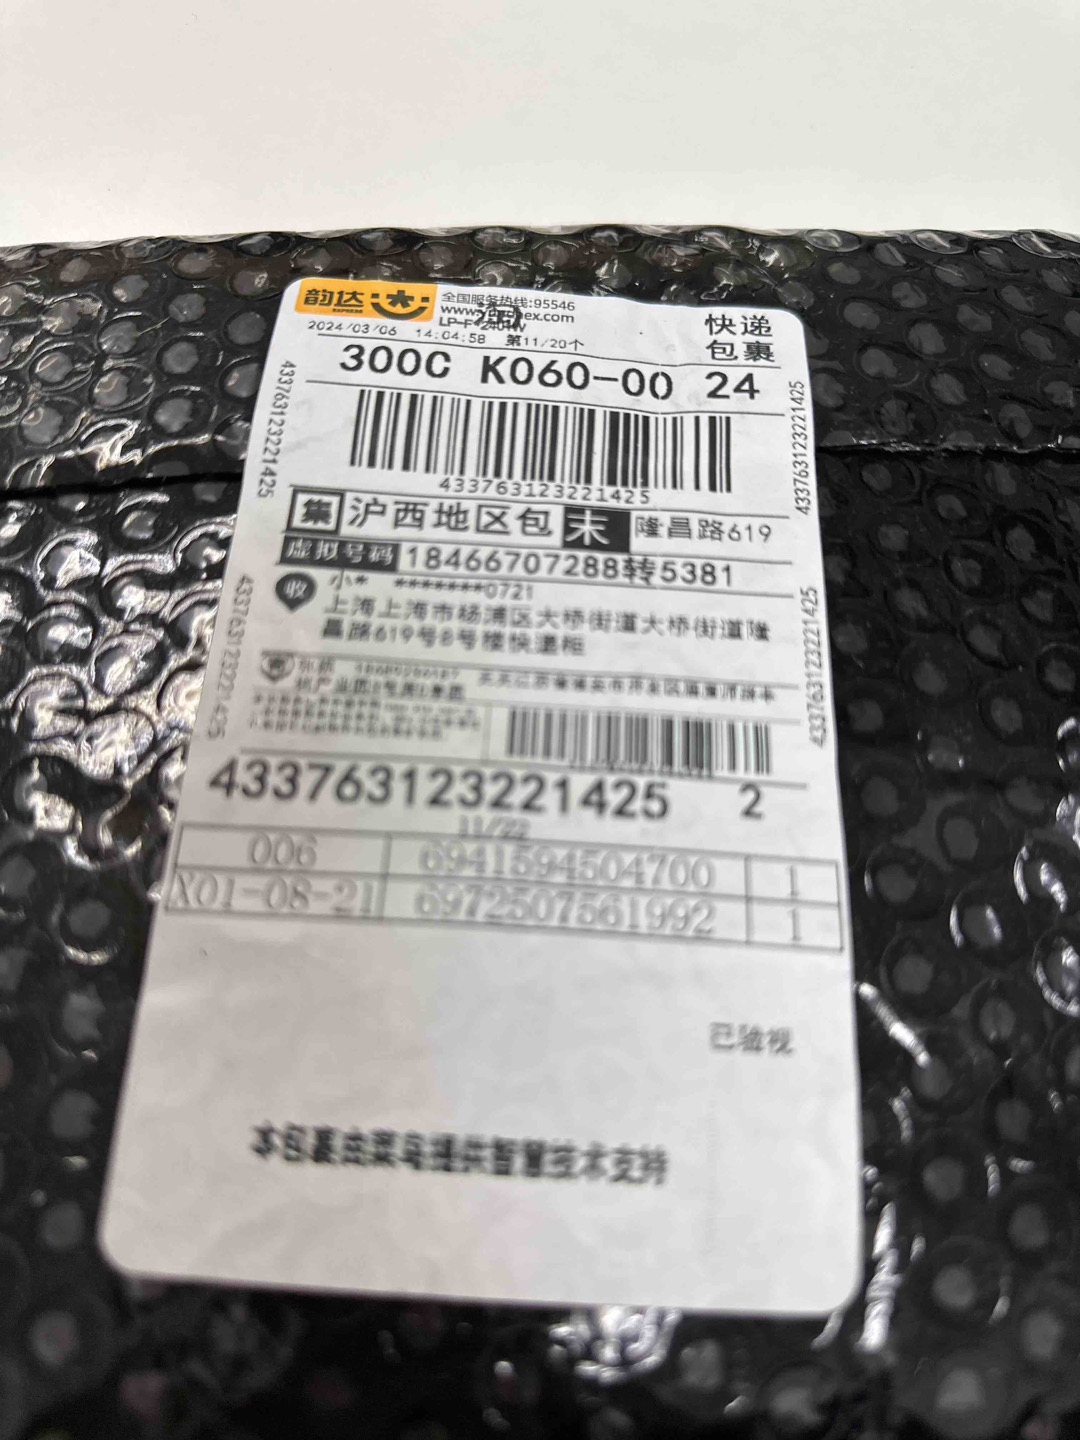 韵达
EXPRESS
全国服务热线:95546
淘
2024/03/06 14:04:58 第11/20个
快递
包裹
300C K060-00 24
433763123221425
433763123221425
433763123221425
集 沪西地区包 末 隆昌路619
虚拟号码 18466707288转5381
收 小* *******0721
上海上海市杨浦区大桥街道大桥街道隆
昌路619号8号楼快递柜
433763123221425
433763123221425
433763123221425 2
11/22
006 6941594504700 1
X01-08-21 6972507561992 1
已验视
本包裹由菜鸟提供智慧技术支持